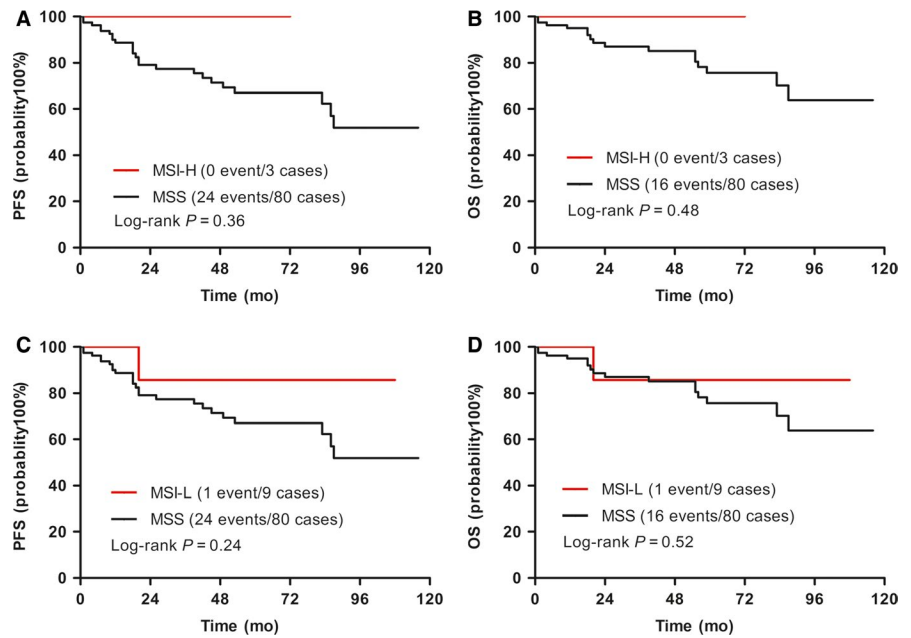 A
PFS (probablity100%)
100
80
60
40
20
0
MSI-H (0 event/3 cases)
MSS (24 events/80 cases)
Log-rank P = 0.36
0 24 48 72 96 120
Time (mo)
B
OS (probablity100%)
100
80
60
40
20
0
MSI-H (0 event/3 cases)
MSS (16 events/80 cases)
Log-rank P = 0.48
0 24 48 72 96 120
Time (mo)
C
PFS (probablity100%)
100
80
60
40
20
0
MSI-L (1 event/9 cases)
MSS (24 events/80 cases)
Log-rank P = 0.24
0 24 48 72 96 120
Time (mo)
D
OS (probablity100%)
100
80
60
40
20
0
MSI-L (1 event/9 cases)
MSS (16 events/80 cases)
Log-rank P = 0.52
0 24 48 72 96 120
Time (mo)